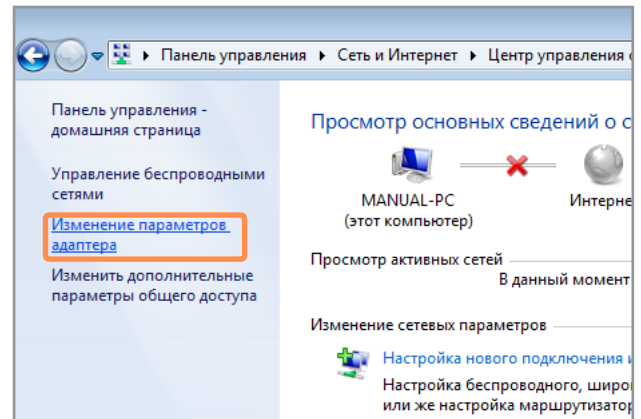 Панель управления ▸ Сеть и Интернет ▸ Центр управления
Панель управления -
домашняя страница
Управление беспроводными
сетями
Изменение параметров
адаптера
Изменить дополнительные
параметры общего доступа
Просмотр основных сведений о с
MANUAL-PC
(этот компьютер)
Интерне
Просмотр активных сетей
В данный момент
Изменение сетевых параметров
Настройка нового подключения и
Настройка беспроводного, широ
или же настройка маршрутизатор